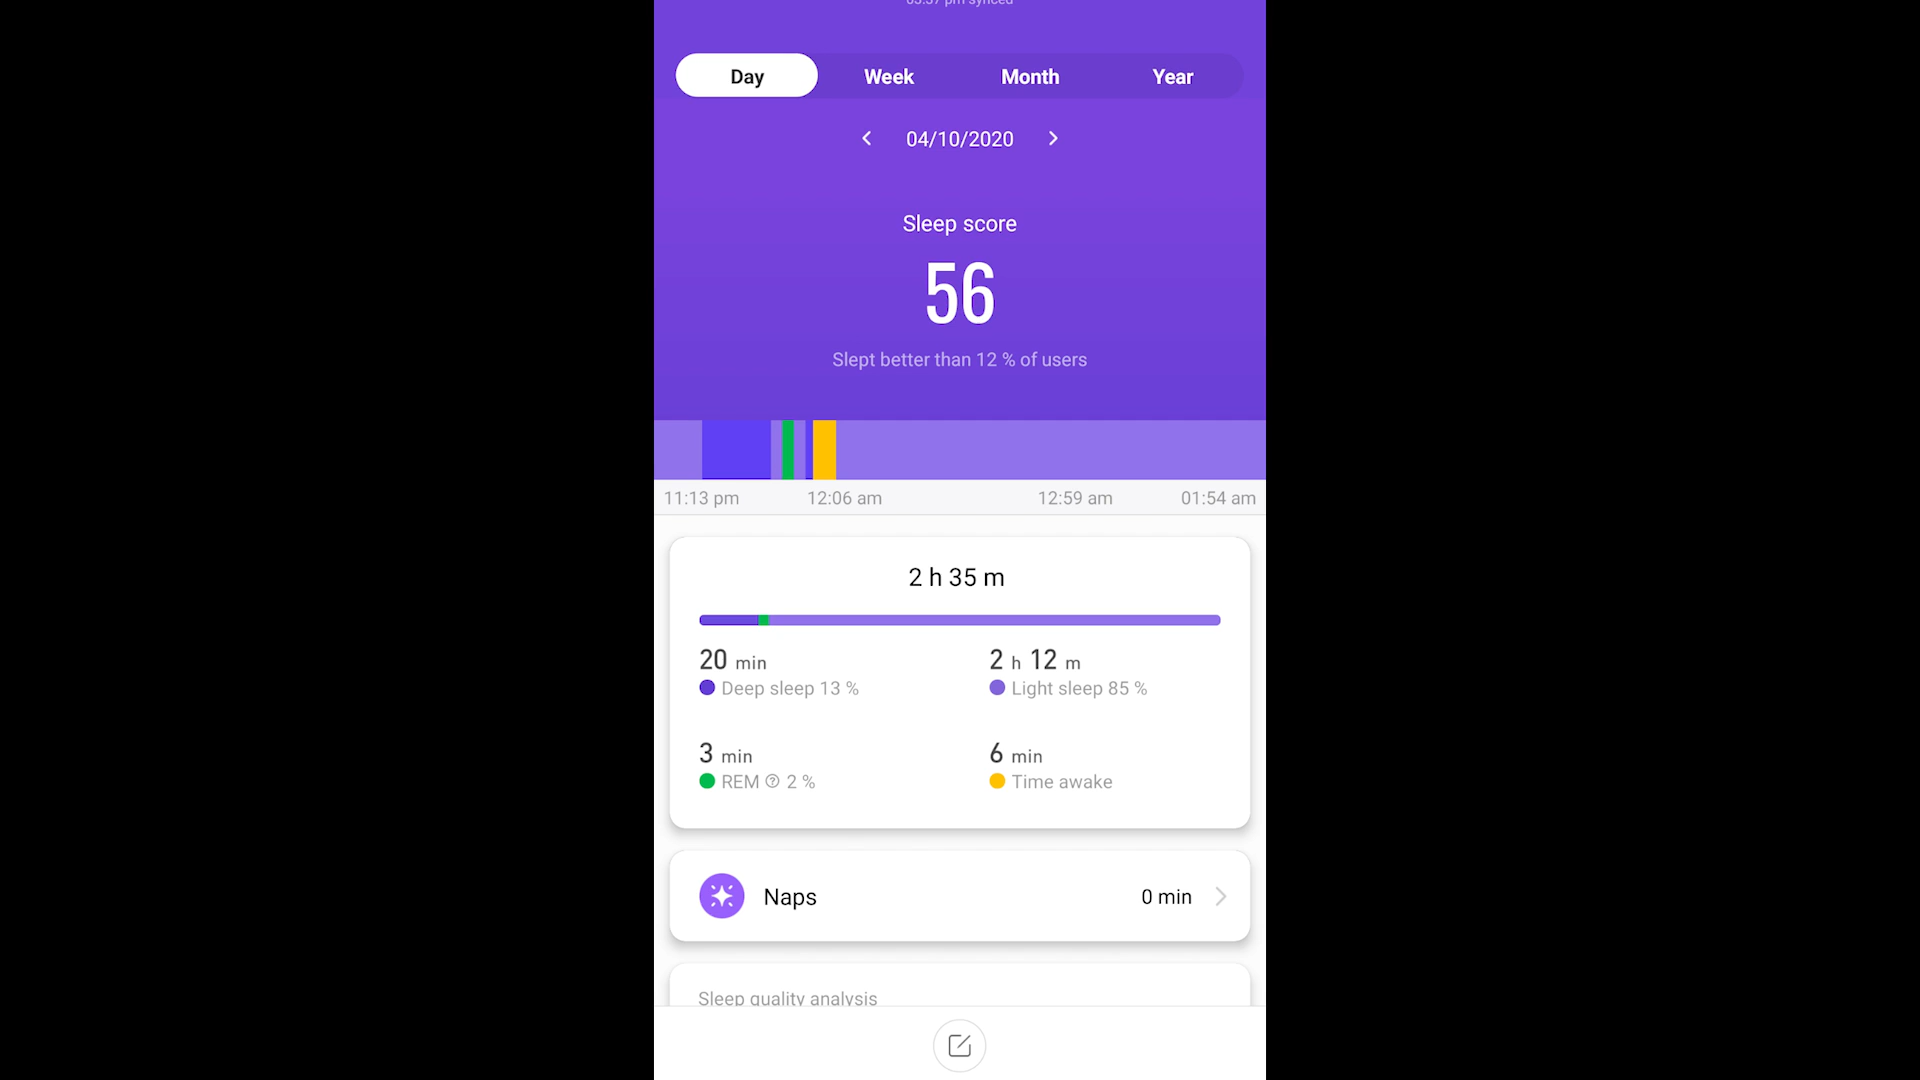 Day Week Month Year
04/10/2020
Sleep score
56
Slept better than 12 % of users
11:13 pm 12:06 am 12:59 am 01:54 am
2 h 35 m
20 min 2 h 12 m
Deep sleep 13 % Light sleep 85 %
3 min 6 min
REM ? 2 % Time awake
Naps 0 min
Sleep quality analysis